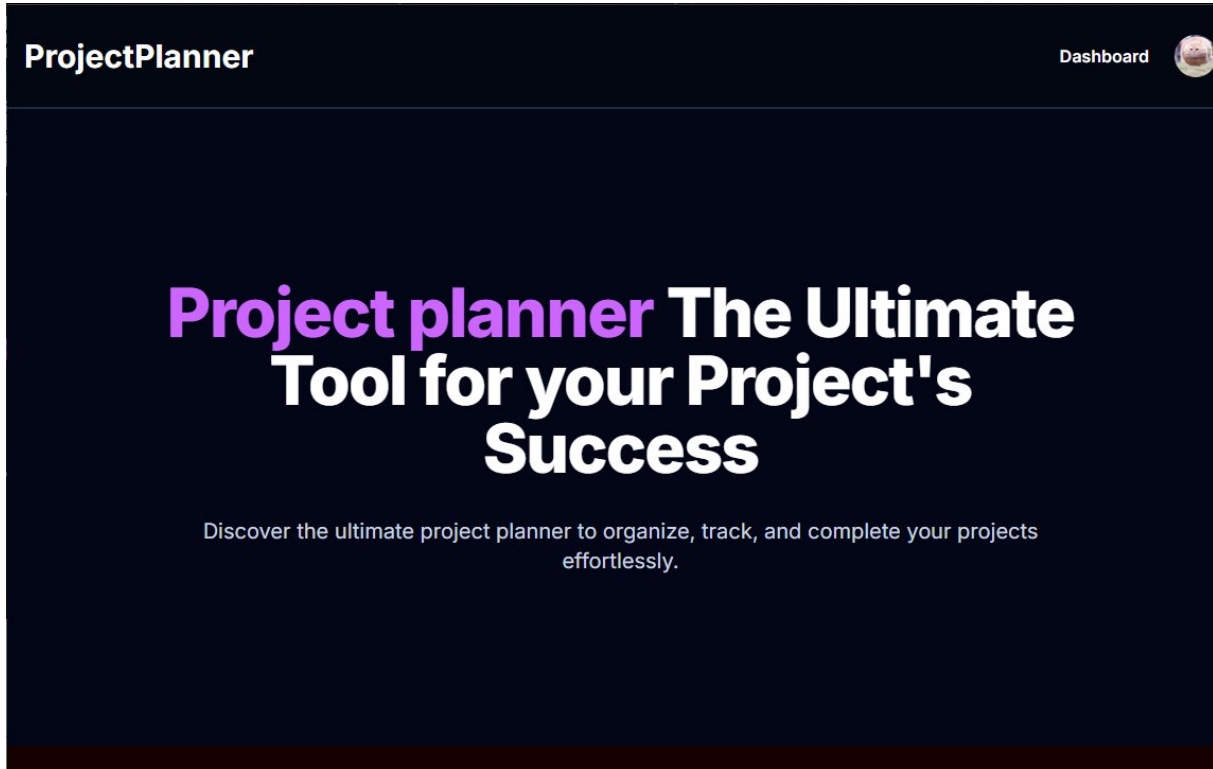 ProjectPlanner
Dashboard
Project planner The Ultimate
Tool for your Project's
Success
Discover the ultimate project planner to organize, track, and complete your projects
effortlessly.